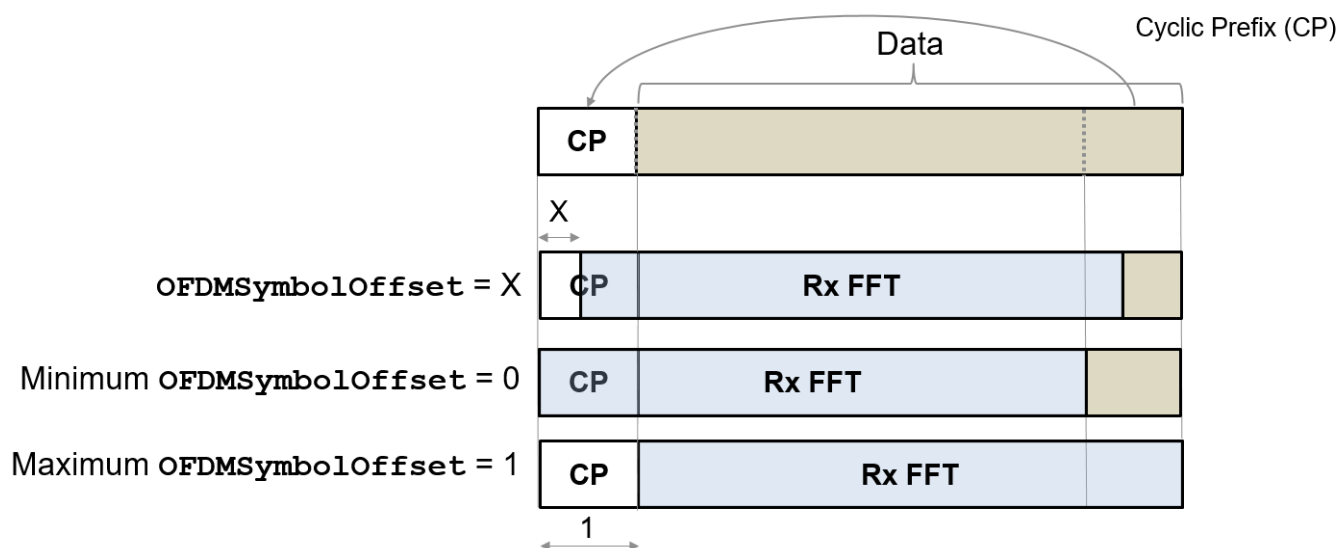 Cyclic Prefix (CP)
Data
CP
X
OFDMSymbolOffset = X
CP
Rx FFT
Minimum OFDMSymbolOffset = 0
CP
Rx FFT
Maximum OFDMSymbolOffset = 1
CP
Rx FFT
1